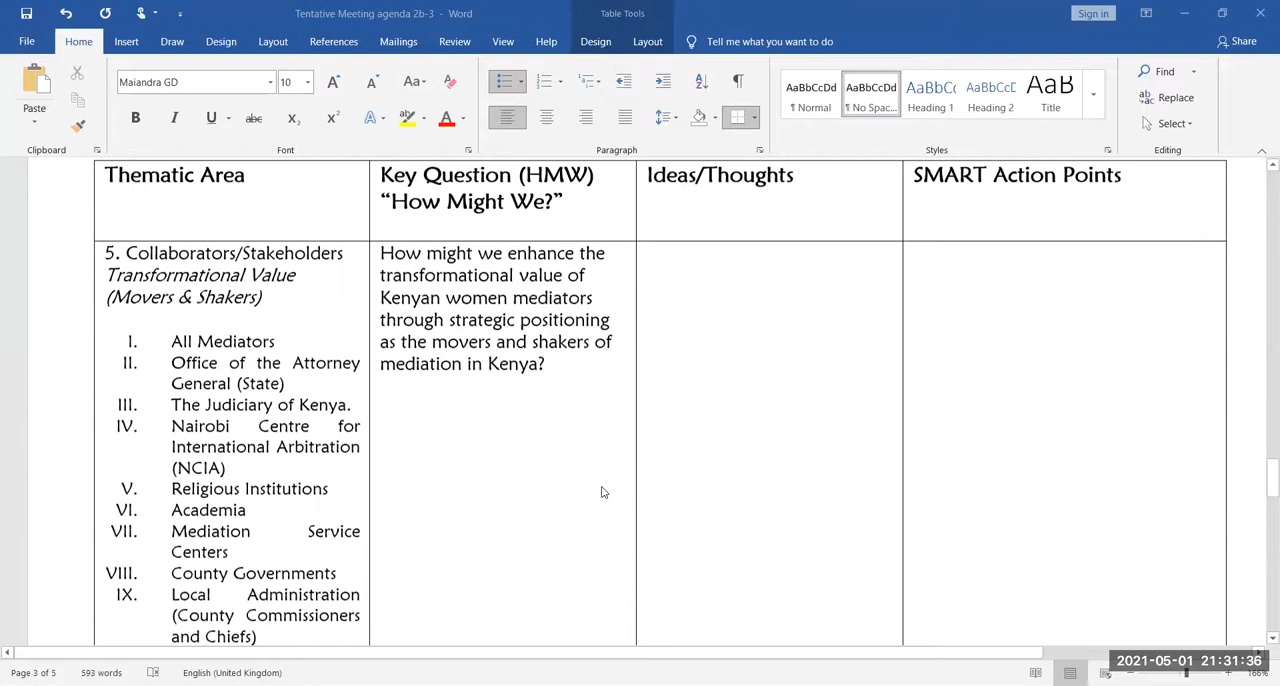 Tentative Meeting agenda 2b-3 - Word
Table Tools
Sign in
File
Home
Insert
Draw
Design
Layout
References
Mailings
Review
View
Help
Design
Layout
Tell me what you want to do
Share
Paste
Clipboard
Maiandra GD
10
Font
Paragraph
AaBbCcDd
¶ Normal
AaBbCcDd
¶ No Spac...
AaBbCc
Heading 1
AaBbCcD
Heading 2
AaB
Title
Styles
Find
Replace
Select
Editing
Thematic Area
Key Question (HMW)
“How Might We?”
Ideas/Thoughts
SMART Action Points
5. Collaborators/Stakeholders
Transformational Value
(Movers & Shakers)
I. All Mediators
II. Office of the Attorney
General (State)
III. The Judiciary of Kenya.
IV. Nairobi Centre for
International Arbitration
(NCIA)
V. Religious Institutions
VI. Academia
VII. Mediation Service
Centers
VIII. County Governments
IX. Local Administration
(County Commissioners
and Chiefs)
How might we enhance the
transformational value of
Kenyan women mediators
through strategic positioning
as the movers and shakers of
mediation in Kenya?
Page 3 of 5
593 words
English (United Kingdom)
2021-05-01 21:31:36
166%